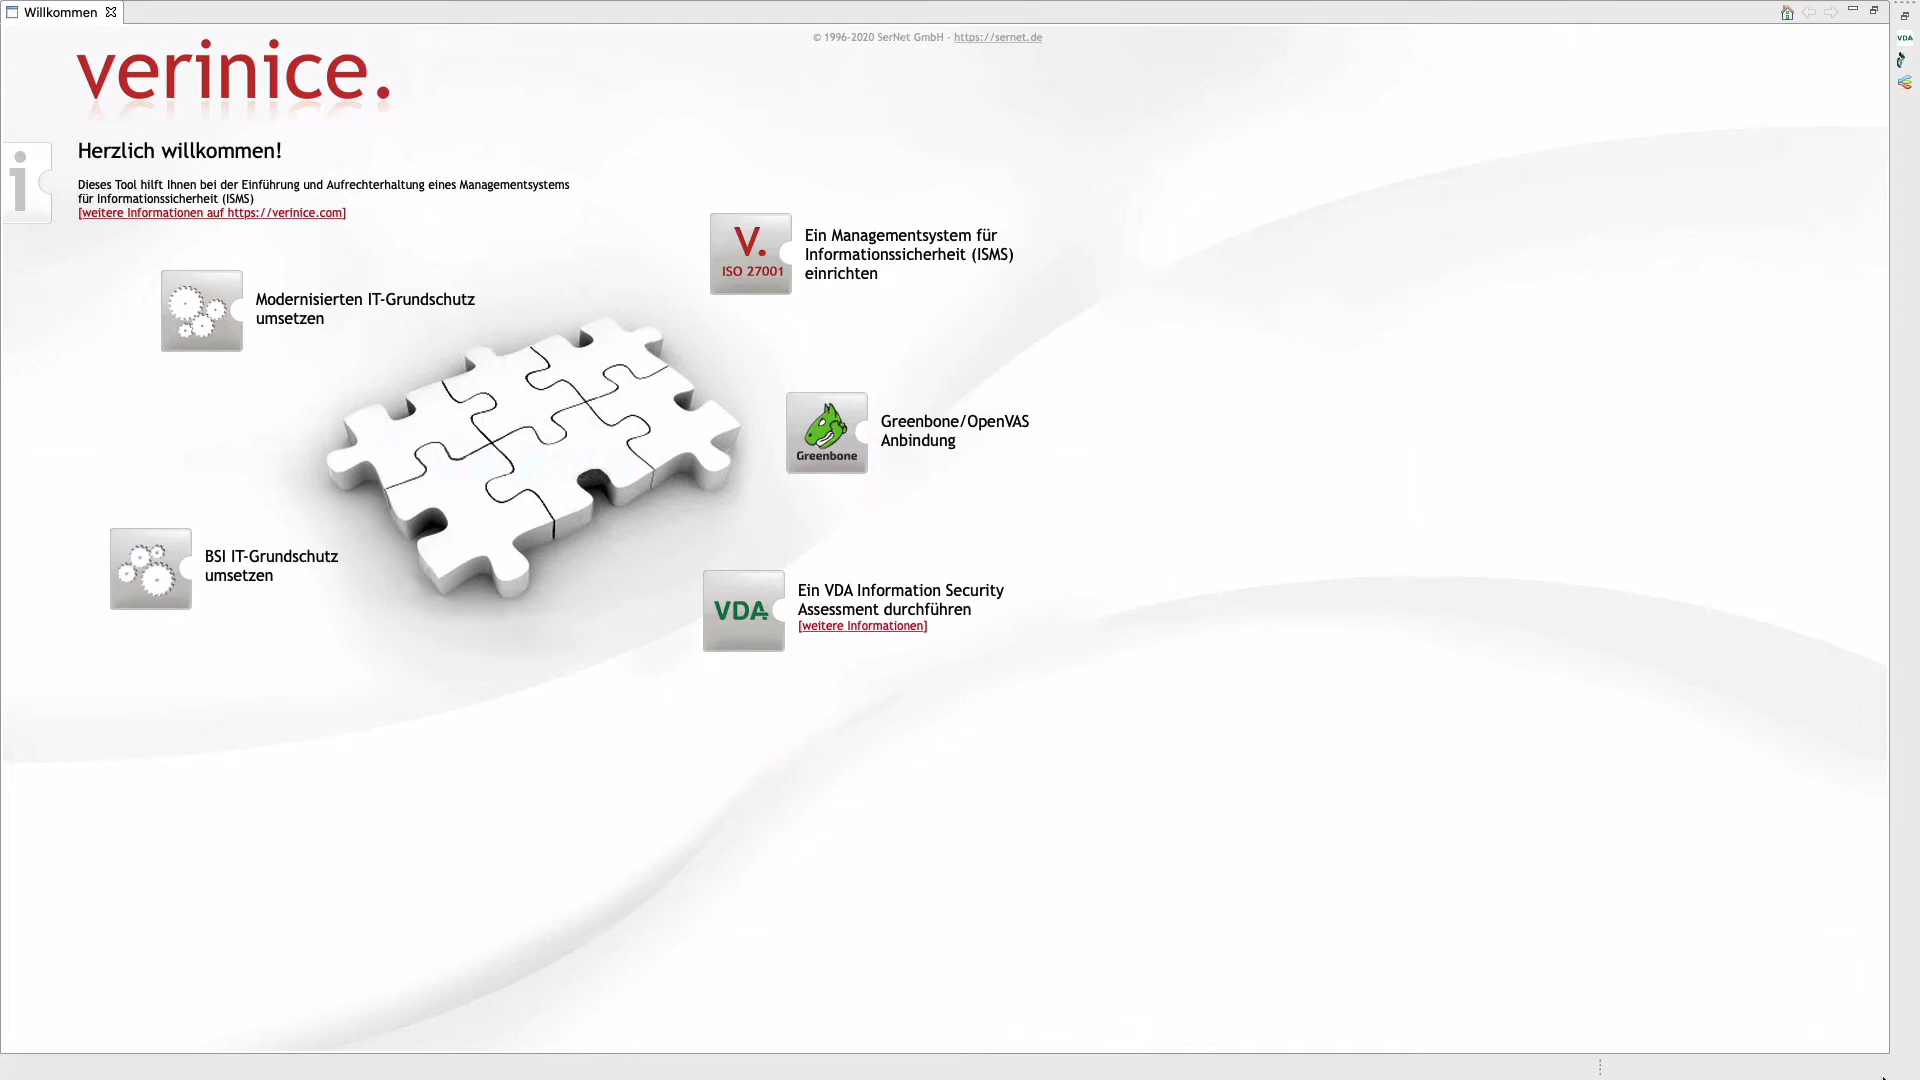 Willkommen
© 1996-2020 SerNet GmbH - https://sernet.de
VDA
verinice.
Herzlich willkommen!
Dieses Tool hilft Ihnen bei der Einführung und Aufrechterhaltung eines Managementsystems
für Informationssicherheit (ISMS)
[weitere Informationen auf https://verinice.com]
V.
ISO 27001
Ein Managementsystem für
Informationssicherheit (ISMS)
einrichten
Modernisierten IT-Grundschutz
umsetzen
Greenbone
Greenbone/OpenVAS
Anbindung
BSI IT-Grundschutz
umsetzen
VDA
Ein VDA Information Security
Assessment durchführen
[weitere Informationen]